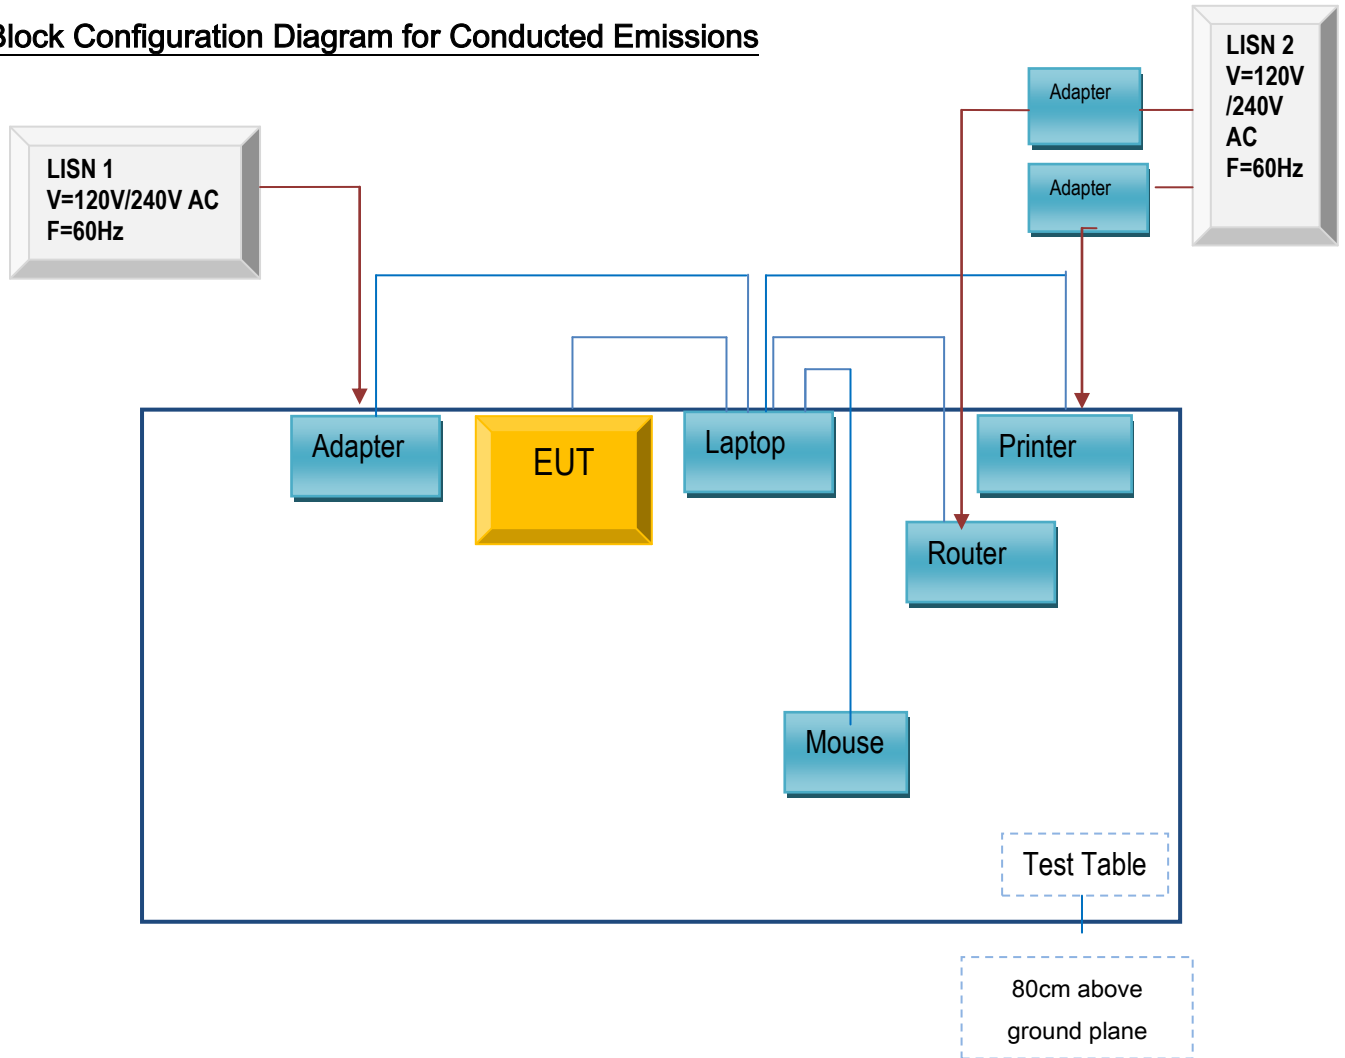 Block Configuration Diagram for Conducted Emissions
LISN 1
V=120V/240V AC
F=60Hz
Adapter
Adapter
LISN 2
V=120V
/240V
AC
F=60Hz
Adapter
EUT
Laptop
Printer
Router
Mouse
Test Table
80cm above
ground plane